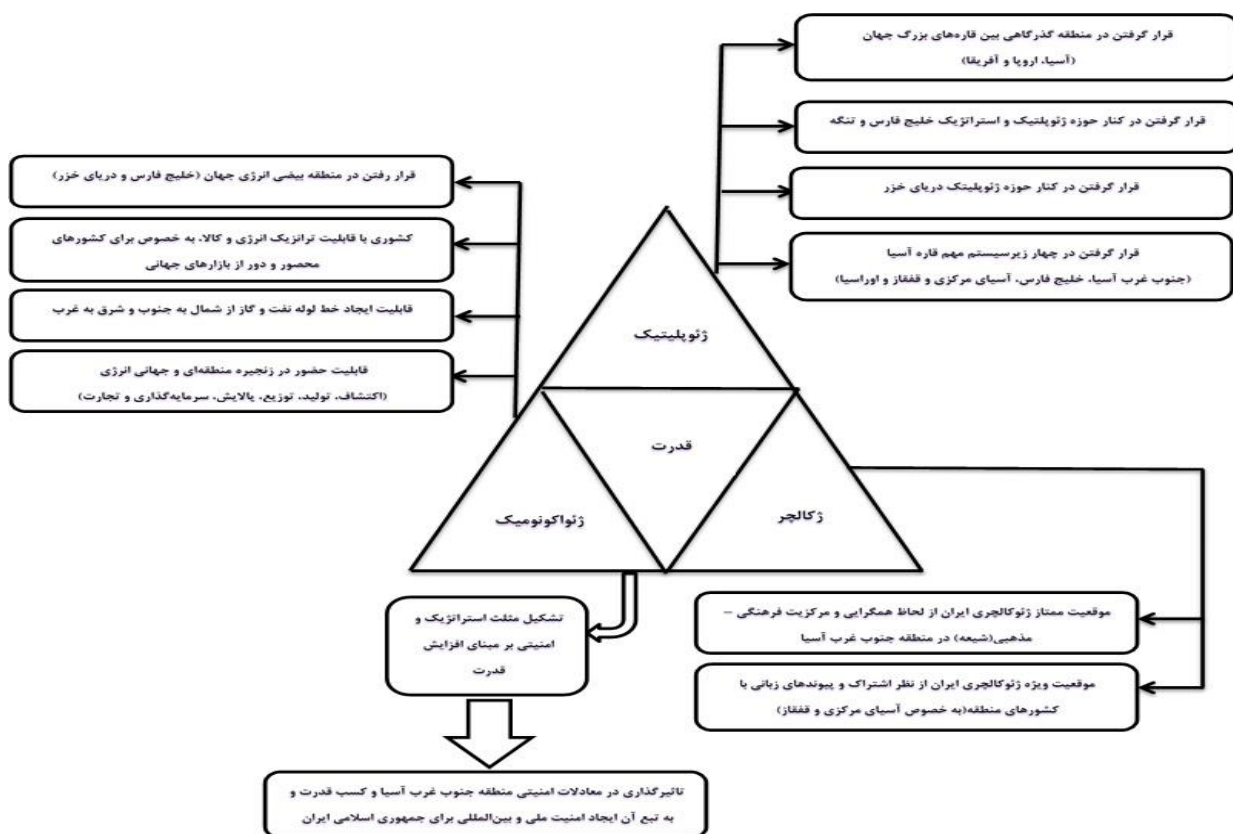 قرار گرفتن در منطقه گذرگاهی بین قاره‌های بزرگ جهان
(آسیا، اروپا و آفریقا)
قرار گرفتن در کنار حوزه ژئوپلتیک و استراتژیک خلیج فارس و تنگه
قرار گرفتن در کنار حوزه ژئوپلیتک دریای خزر
قرار گرفتن در چهار زیرسیستم مهم قاره آسیا
(جنوب غرب آسیا، خلیج فارس، آسیای مرکزی و قفقاز و اوراسیا)
قرار رفتن در منطقه بیضی انرژی جهان (خلیج فارس و دریای خزر)
کشوری با قابلیت ترانزیک انرژی و کالا، به خصوص برای کشورهای
محصور و دور از بازارهای جهانی
قابلیت ایجاد خط لوله نفت و گاز از شمال به جنوب و شرق به غرب
قابلیت حضور در زنجیره منطقه‌ای و جهانی انرژی
(اکتشاف، تولید، توزیع، پالایش، سرمایه‌گذاری و تجارت)
ژئوپلیتیک
قدرت
ژکالچر
ژئواکونومیک
موقعیت ممتاز ژئوکالچری ایران از لحاظ همگرایی و مرکزیت فرهنگی –
مذهبی(شیعه) در منطقه جنوب غرب آسیا
موقعیت ویژه ژئوکالچری ایران از نظر اشتراک و پیوندهای زبانی با
کشورهای منطقه(به خصوص آسیای مرکزی و قفقاز)
تشکیل مثلث استراتژیک و
امنیتی بر مبنای افزایش
قدرت
تاثیرگذاری در معادلات امنیتی منطقه جنوب غرب آسیا و کسب قدرت و
به تبع آن ایجاد امنیت ملی و بین‌المللی برای جمهوری اسلامی ایران